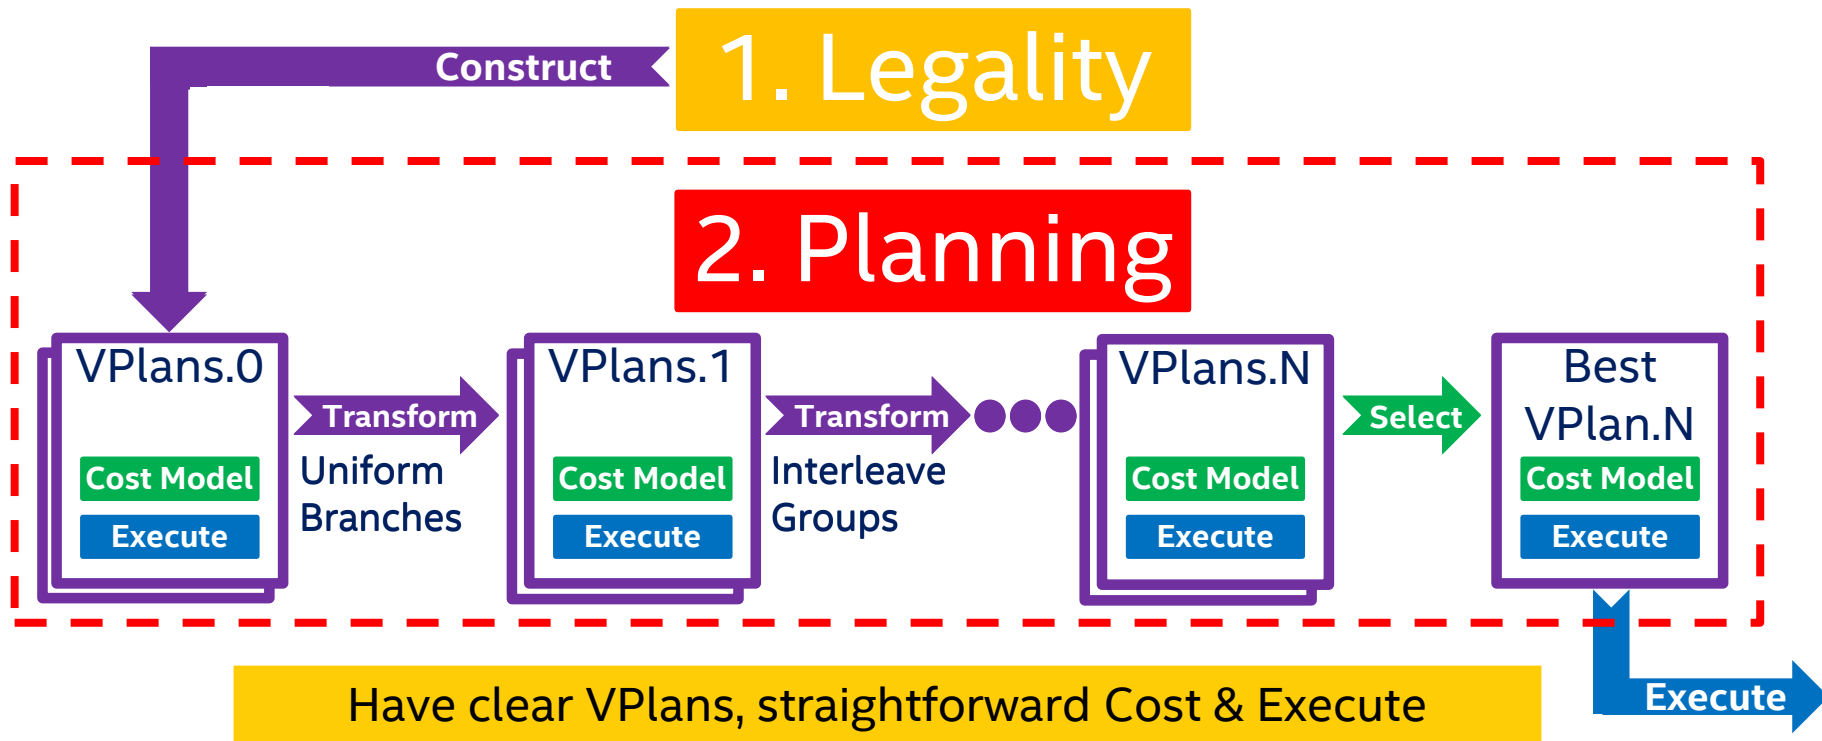 Construct
1. Legality
2. Planning
VPlans.0
Cost Model
Execute
Transform
Uniform
Branches
VPlans.1
Cost Model
Execute
Transform
Interleave
Groups
VPlans.N
Cost Model
Execute
Select
Best
VPlan.N
Cost Model
Execute
Execute
Have clear VPlans, straightforward Cost & Execute